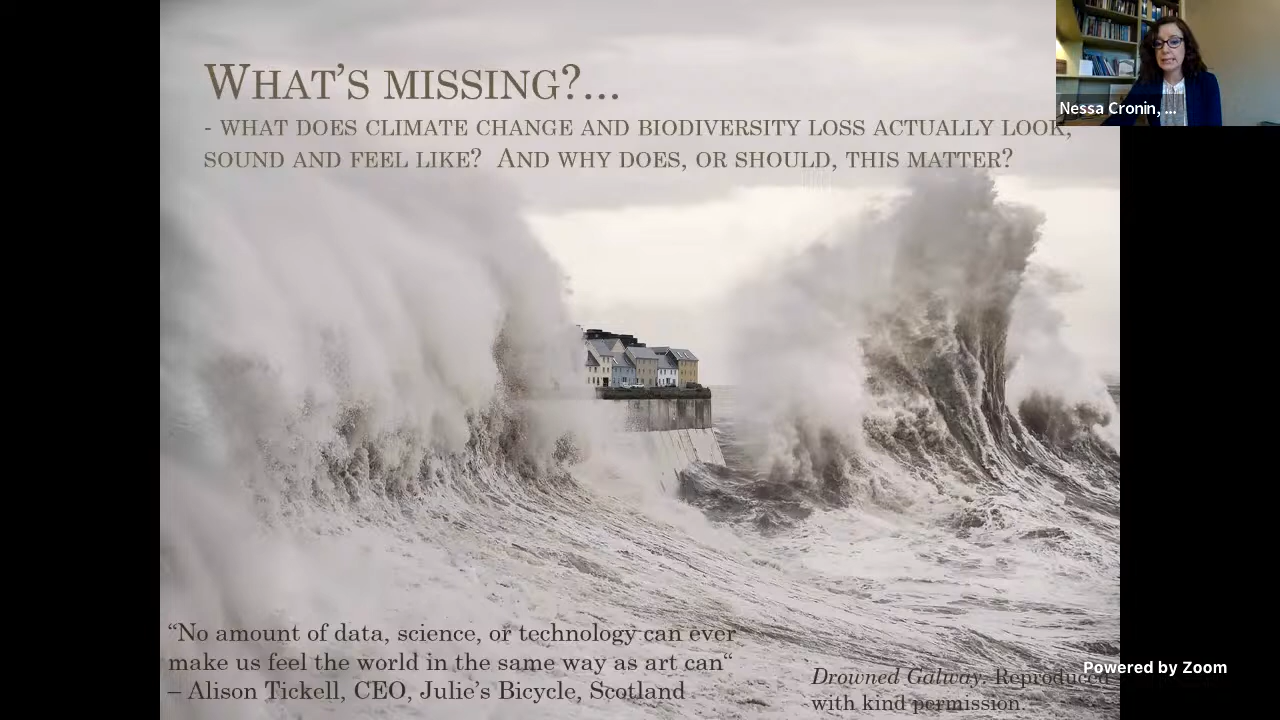 WHAT'S MISSING?...
- WHAT DOES CLIMATE CHANGE AND BIODIVERSITY LOSS ACTUALLY LOOK,
SOUND AND FEEL LIKE? AND WHY DOES, OR SHOULD, THIS MATTER?
Nessa Cronin, ...
“No amount of data, science, or technology can ever
make us feel the world in the same way as art can“
– Alison Tickell, CEO, Julie’s Bicycle, Scotland
Drowned Galway. Reproduced
with kind permission.
Powered by Zoom